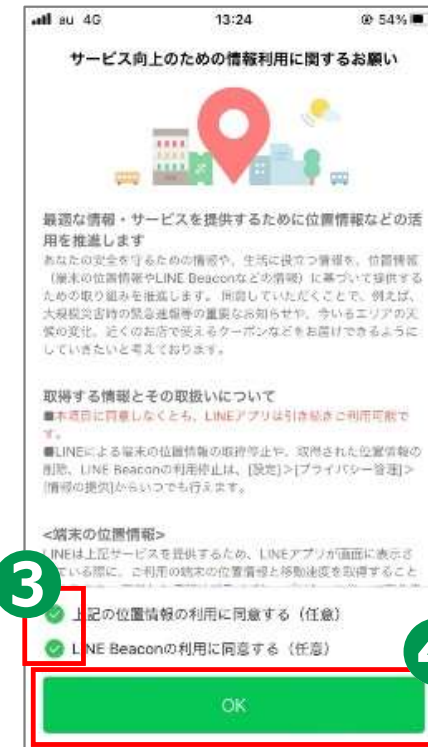 au 4G 13:24 54%
サービス向上のための情報利用に関するお願い
最適な情報・サービスを提供するために位置情報などの活
用を推進します
あなたの安全を守るための情報や、生活に役立つ情報を、位置情報
（端末の位置情報やLINE Beaconなどの情報）に基づいて提供する
ための取り組みを推進します。 同意していただくことで、例えば、
大規模災害時の緊急速報等の重要なお知らせや、今いるエリアの天
候の変化、近くのお店で使えるクーポンなどをお届けできるように
していきたいと考えております。
取得する情報とその取扱いについて
■本項目に同意しなくとも、LINEアプリは引き続きご利用可能で
す。
■LINEによる端末の位置情報の取得停止や、取得された位置情報の
削除、LINE Beaconの利用停止は、[設定]>[プライバシー管理]>
[情報の提供]からいつでも行えます。
<端末の位置情報>
LINEは上記サービスを提供するため、LINEアプリが画面に表示さ
ている際に、ご利用の端末の位置情報と移動速度を取得すること
3
上記の位置情報の利用に同意する（任意）
LINE Beaconの利用に同意する（任意）
4
OK